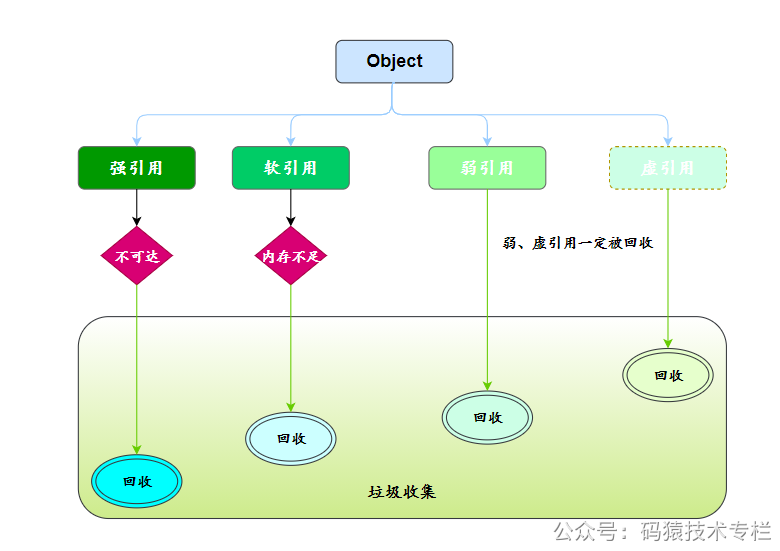 Object
强引用
软引用
弱引用
虚引用
不可达
内存不足
弱、虚引用一定被回收
回收
回收
回收
回收
垃圾收集
公众号：码猿技术专栏